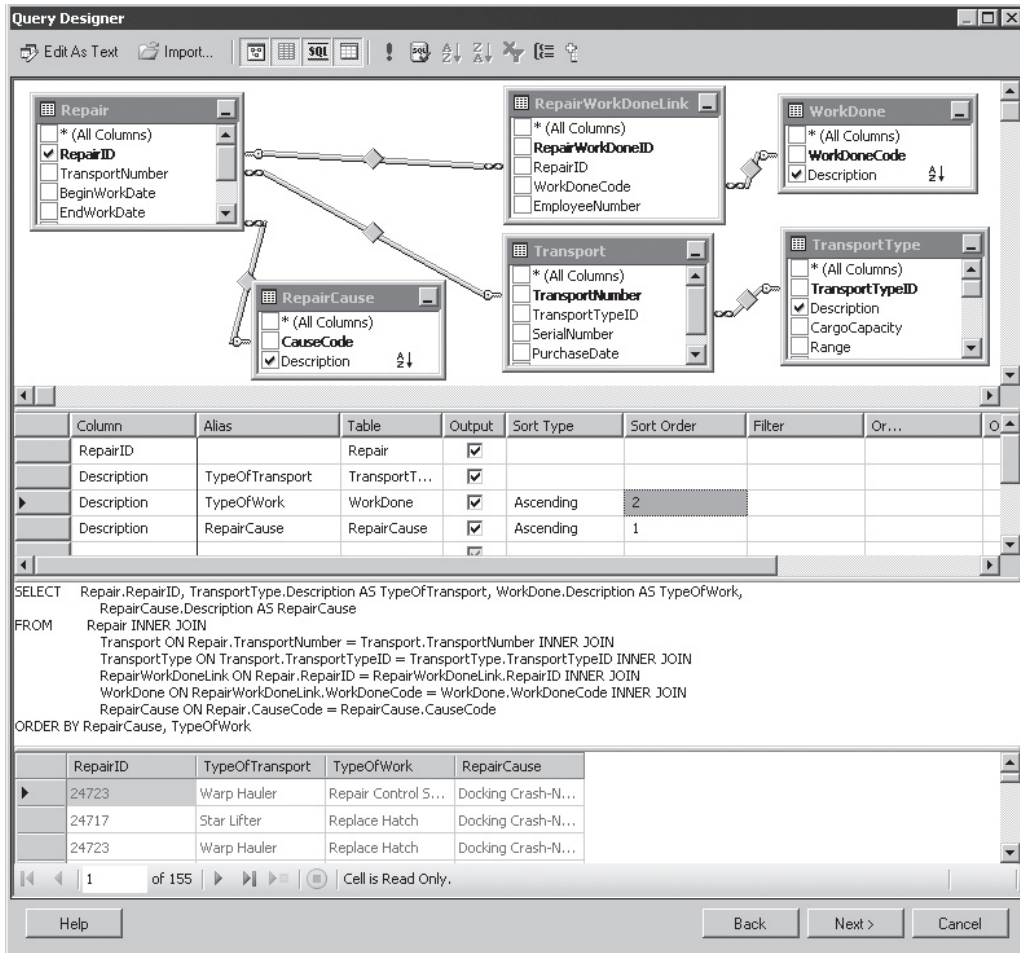 Query Designer
Edit As Text Import... SQL
Repair
* (All Columns)
RepairID
TransportNumber
BeginWorkDate
EndWorkDate
RepairWorkDoneLink
* (All Columns)
RepairWorkDoneID
RepairID
WorkDoneCode
EmployeeNumber
WorkDone
* (All Columns)
WorkDoneCode
Description
RepairCause
* (All Columns)
CauseCode
Description
Transport
* (All Columns)
TransportNumber
TransportTypeID
SerialNumber
PurchaseDate
TransportType
* (All Columns)
TransportTypeID
Description
CargoCapacity
Range
Column Alias Table Output Sort Type Sort Order Filter Or... O
RepairID Repair
Description TypeOfTransport TransportT...
Description TypeOfWork WorkDone Ascending 2
Description RepairCause RepairCause Ascending 1
SELECT Repair.RepairID, TransportType.Description AS TypeOfTransport, WorkDone.Description AS TypeOfWork,
RepairCause.Description AS RepairCause
FROM Repair INNER JOIN
Transport ON Repair.TransportNumber = Transport.TransportNumber INNER JOIN
TransportType ON Transport.TransportTypeID = TransportType.TransportTypeID INNER JOIN
RepairWorkDoneLink ON Repair.RepairID = RepairWorkDoneLink.RepairID INNER JOIN
WorkDone ON RepairWorkDoneLink.WorkDoneCode = WorkDone.WorkDoneCode INNER JOIN
RepairCause ON Repair.CauseCode = RepairCause.CauseCode
ORDER BY RepairCause, TypeOfWork
RepairID TypeOfTransport TypeOfWork RepairCause
24723 Warp Hauler Repair Control S... Docking Crash-N...
24717 Star Lifter Replace Hatch Docking Crash-N...
24723 Warp Hauler Replace Hatch Docking Crash-N...
1 of 155 Cell is Read Only.
Help Back Next > Cancel